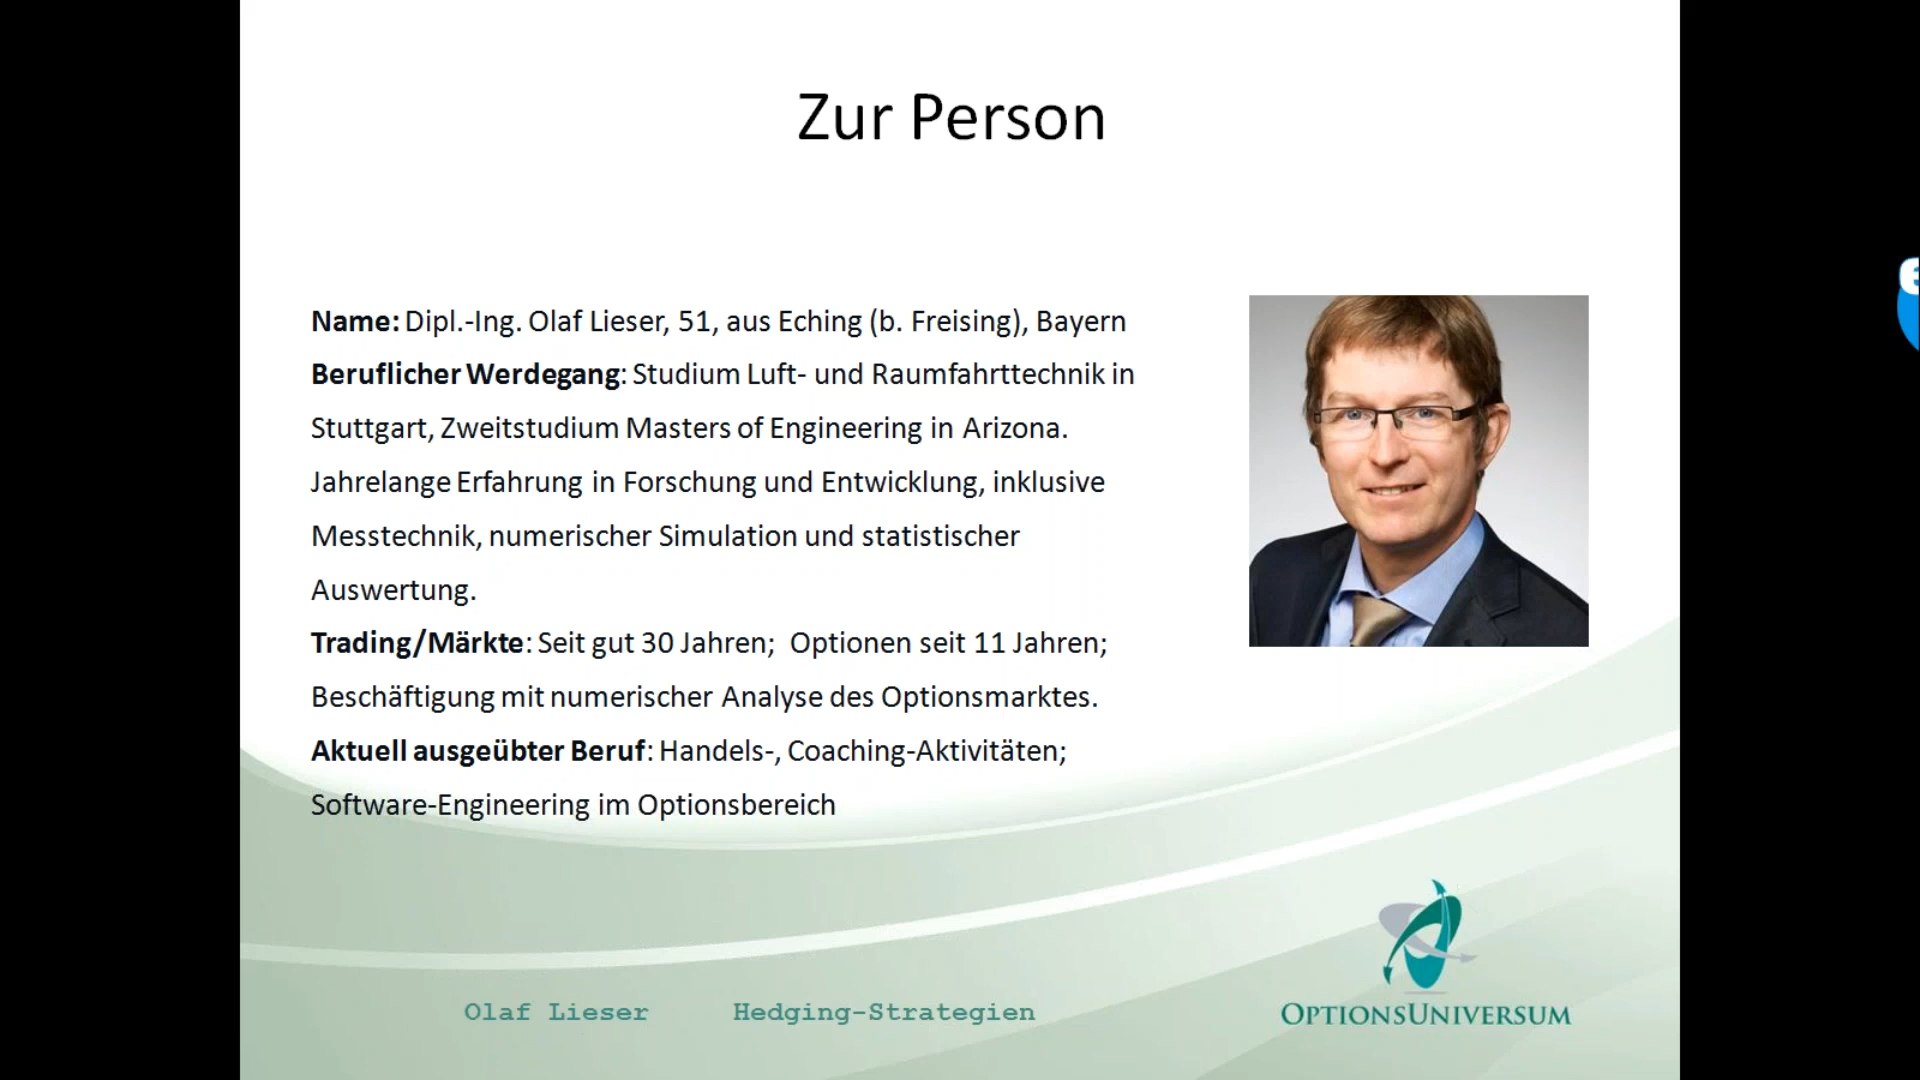 Zur Person
Name: Dipl.-Ing. Olaf Lieser, 51, aus Eching (b. Freising), Bayern
Beruflicher Werdegang: Studium Luft- und Raumfahrttechnik in
Stuttgart, Zweitstudium Masters of Engineering in Arizona.
Jahrelange Erfahrung in Forschung und Entwicklung, inklusive
Messtechnik, numerischer Simulation und statistischer
Auswertung.
Trading/Märkte: Seit gut 30 Jahren;  Optionen seit 11 Jahren;
Beschäftigung mit numerischer Analyse des Optionsmarktes.
Aktuell ausgeübter Beruf: Handels-, Coaching-Aktivitäten;
Software-Engineering im Optionsbereich
Olaf Lieser Hedging-Strategien
OPTIONSUNIVERSUM